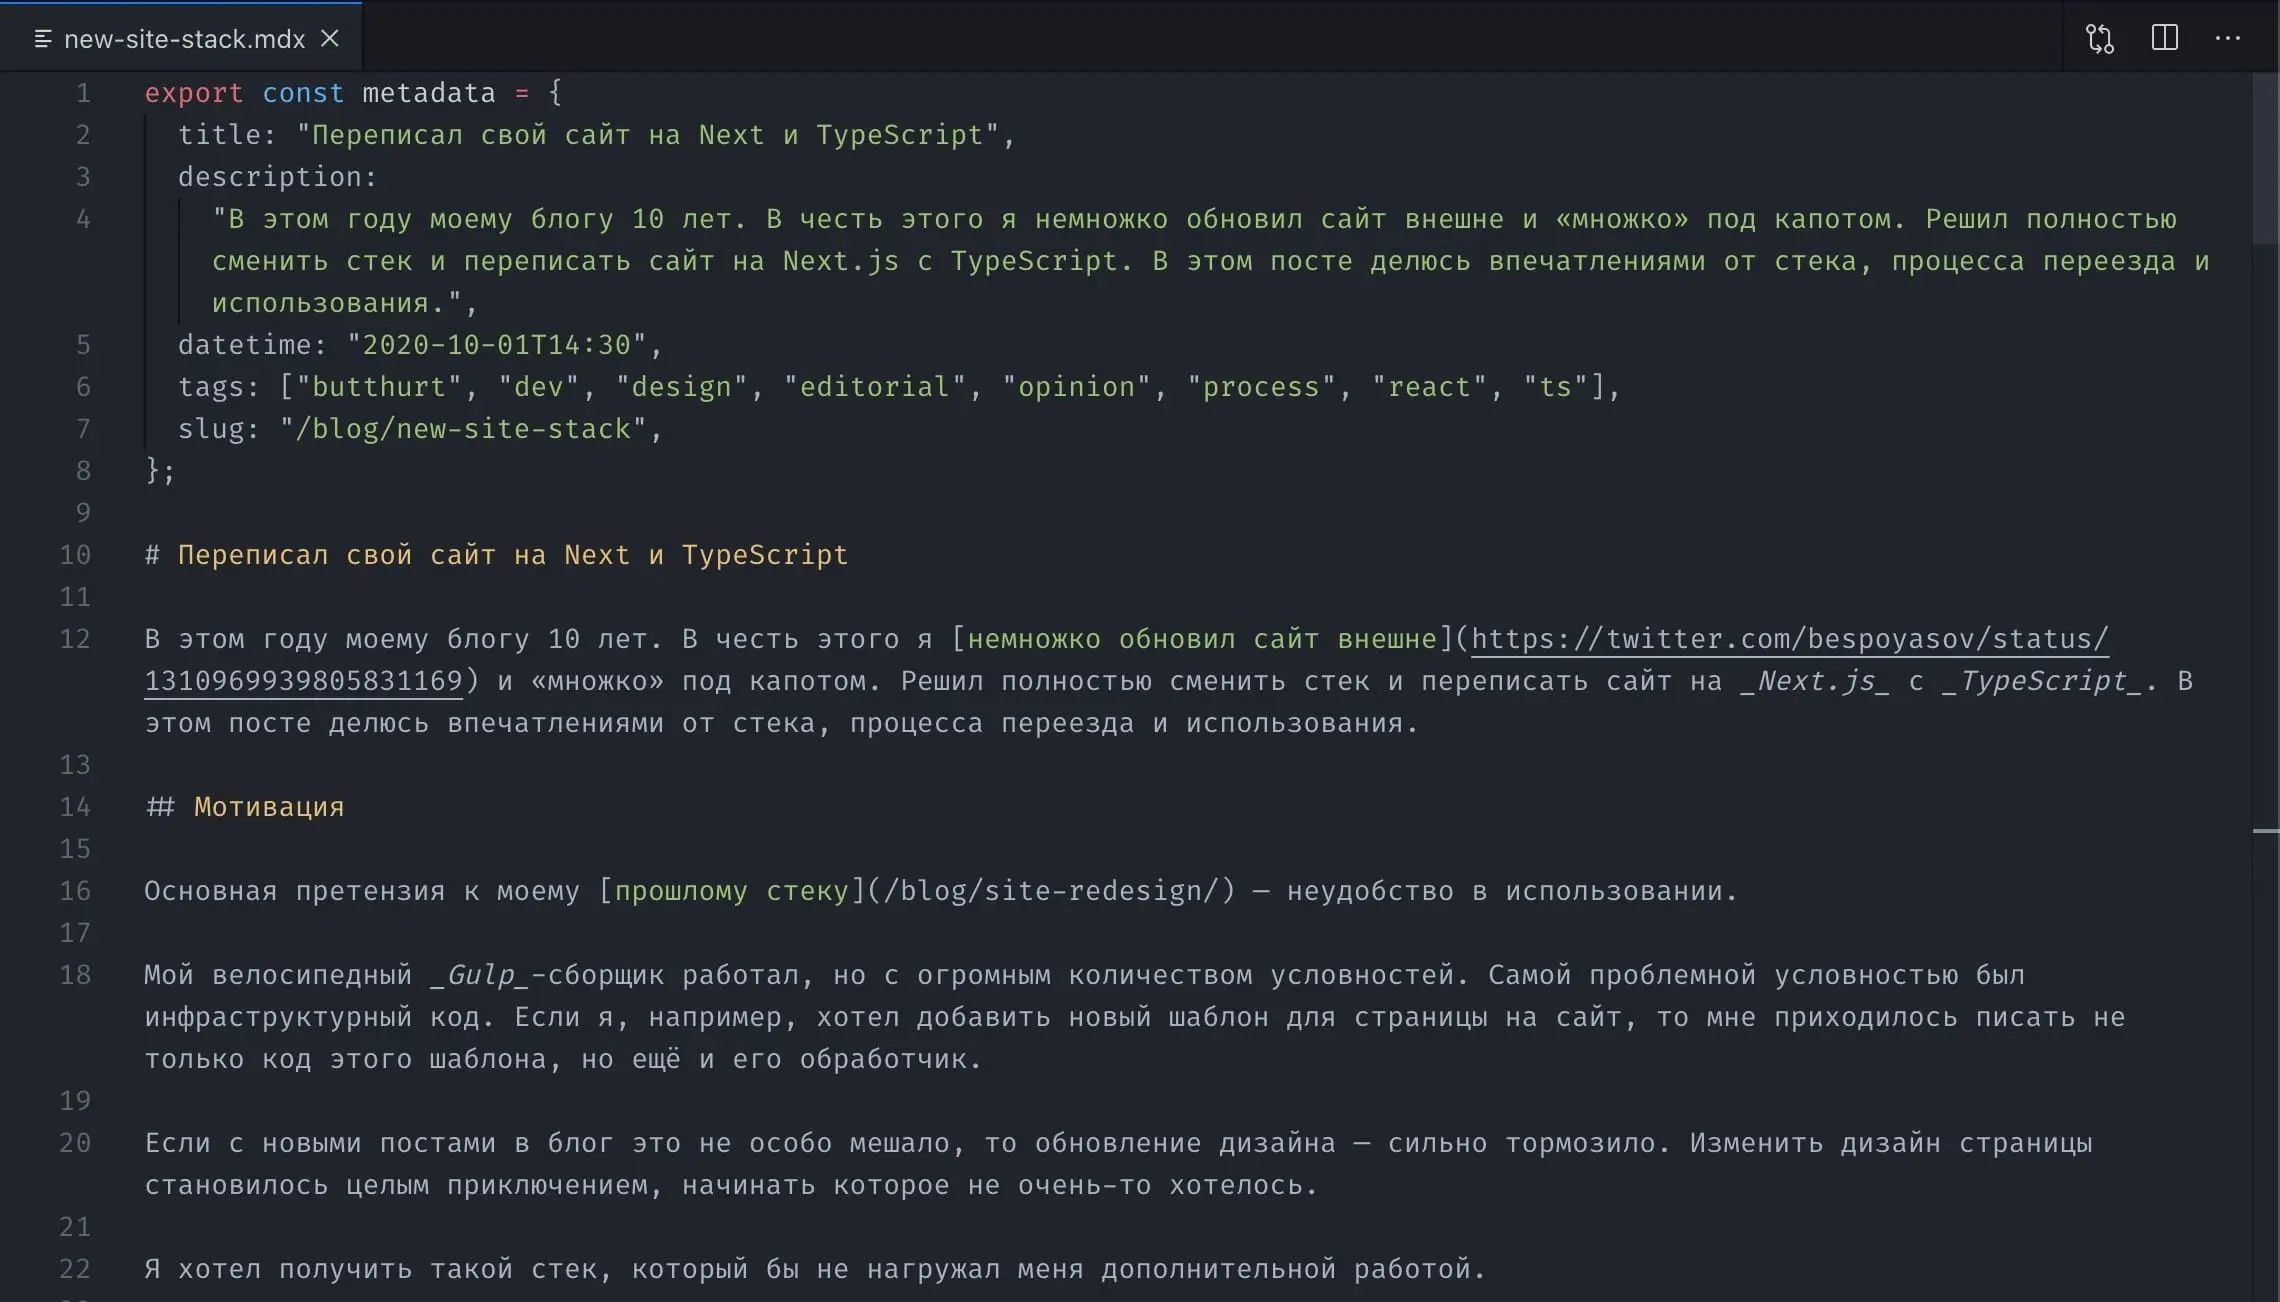 new-site-stack.mdx
1 export const metadata = {
2 title: "Переписал свой сайт на Next и TypeScript",
3 description:
4 "В этом году моему блогу 10 лет. В честь этого я немножко обновил сайт внешне и «множко» под капотом. Решил полностью
сменить стек и переписать сайт на Next.js с TypeScript. В этом посте делюсь впечатлениями от стека, процесса переезда и
использования.",
5 datetime: "2020-10-01T14:30",
6 tags: ["butthurt", "dev", "design", "editorial", "opinion", "process", "react", "ts"],
7 slug: "/blog/new-site-stack",
8 };
9
10 # Переписал свой сайт на Next и TypeScript
11
12 В этом году моему блогу 10 лет. В честь этого я [немножко обновил сайт внешне](https://twitter.com/bespoyasov/status/
1310969939805831169) и «множко» под капотом. Решил полностью сменить стек и переписать сайт на _Next.js_ с _TypeScript_. В
этом посте делюсь впечатлениями от стека, процесса переезда и использования.
13
14 ## Мотивация
15
16 Основная претензия к моему [прошлому стеку](/blog/site-redesign/) — неудобство в использовании.
17
18 Мой велосипедный _Gulp_-сборщик работал, но с огромным количеством условностей. Самой проблемной условностью был
инфраструктурный код. Если я, например, хотел добавить новый шаблон для страницы на сайт, то мне приходилось писать не
только код этого шаблона, но ещё и его обработчик.
19
20 Если с новыми постами в блог это не особо мешало, то обновление дизайна — сильно тормозило. Изменить дизайн страницы
становилось целым приключением, начинать которое не очень-то хотелось.
21
22 Я хотел получить такой стек, который бы не нагружал меня дополнительной работой.